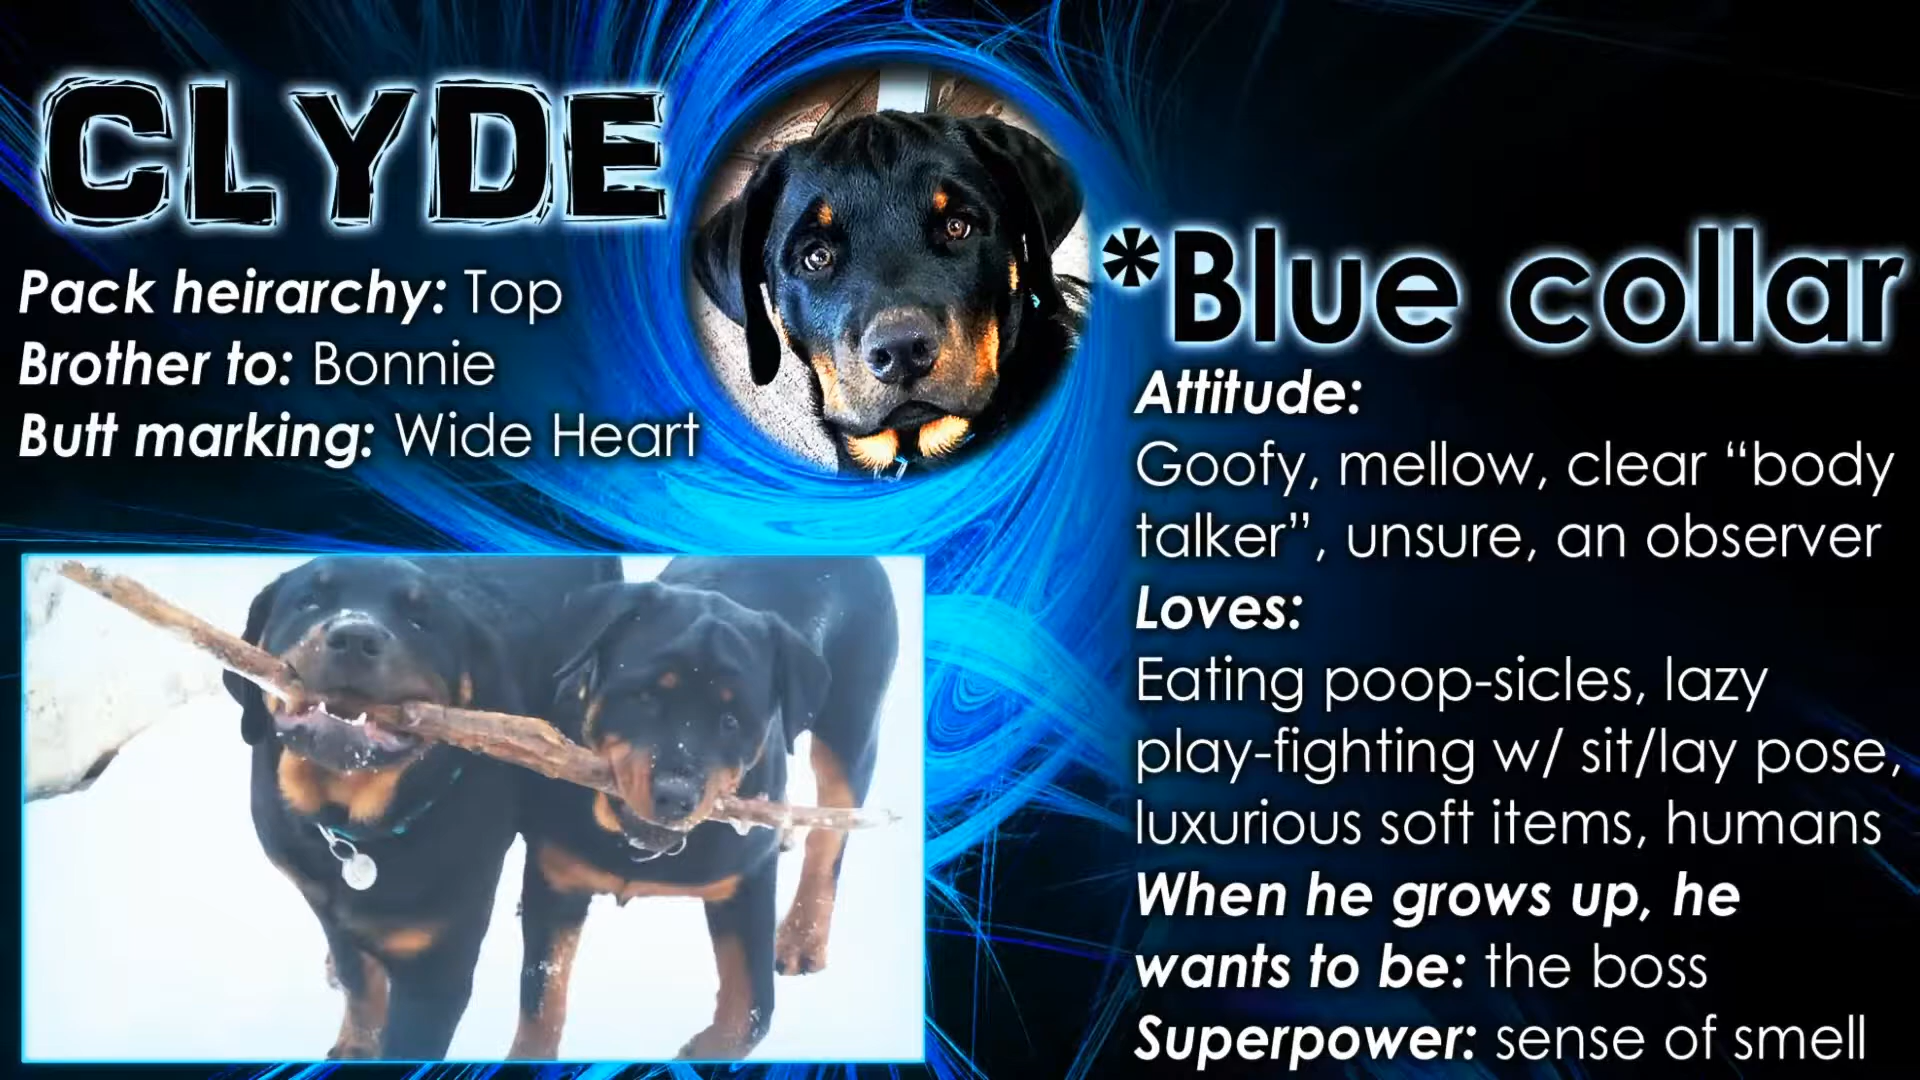 CLYDE
Pack heirarchy: Top
Brother to: Bonnie
Butt marking: Wide Heart
*Blue collar
Attitude:
Goofy, mellow, clear “body
talker”, unsure, an observer
Loves:
Eating poop-sicles, lazy
play-fighting w/ sit/lay pose,
luxurious soft items, humans
When he grows up, he
wants to be: the boss
Superpower: sense of smell